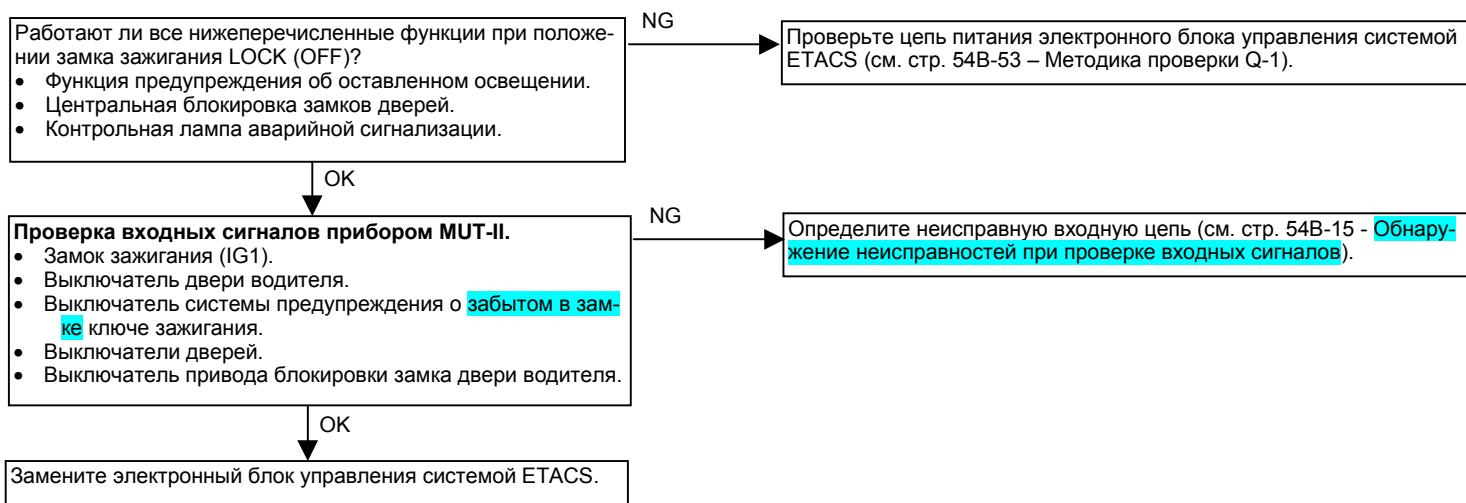 Работают ли все нижеперечисленные функции при положе-
нии замка зажигания LOCK (OFF)?
• Функция предупреждения об оставленном освещении.
• Центральная блокировка замков дверей.
• Контрольная лампа аварийной сигнализации.
NG
Проверьте цепь питания электронного блока управления системой
ETACS (см. стр. 54B-53 – Методика проверки Q-1).
OK
Проверка входных сигналов прибором MUT-II.
• Замок зажигания (IG1).
• Выключатель двери водителя.
• Выключатель системы предупреждения о забытом в зам-
ке ключе зажигания.
• Выключатели дверей.
• Выключатель привода блокировки замка двери водителя.
NG
Определите неисправную входную цепь (см. стр. 54B-15 - Обнару-
жение неисправностей при проверке входных сигналов).
OK
Замените электронный блок управления системой ETACS.